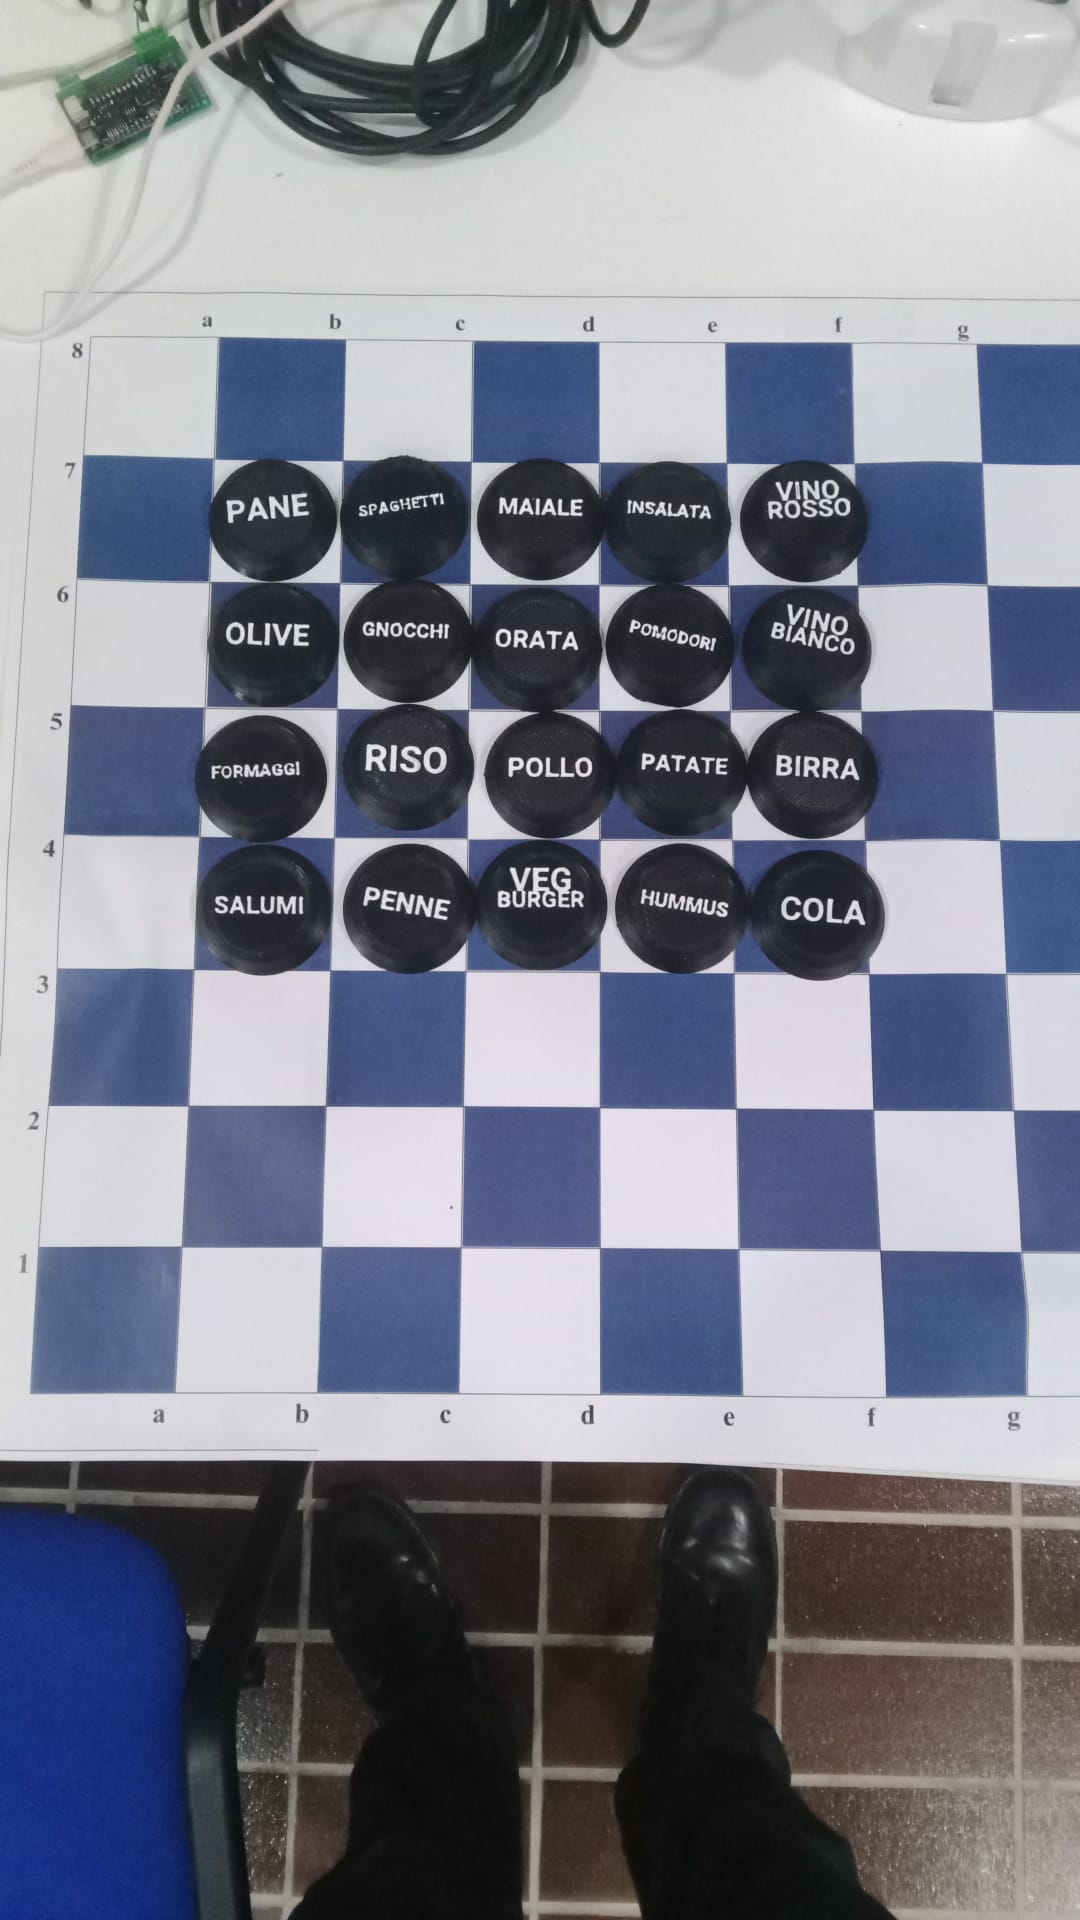 a b c d e f g
8
7
PANE SPAGHETTI MAIALE INSALATA VINO
ROSSO
6
OLIVE GNOCCHI ORATA POMODORI VINO
BIANCO
5
FORMAGGI RISO POLLO PATATE BIRRA
4
SALUMI PENNE VEG
BURGER HUMMUS COLA
3
2
1
a b c d e f g